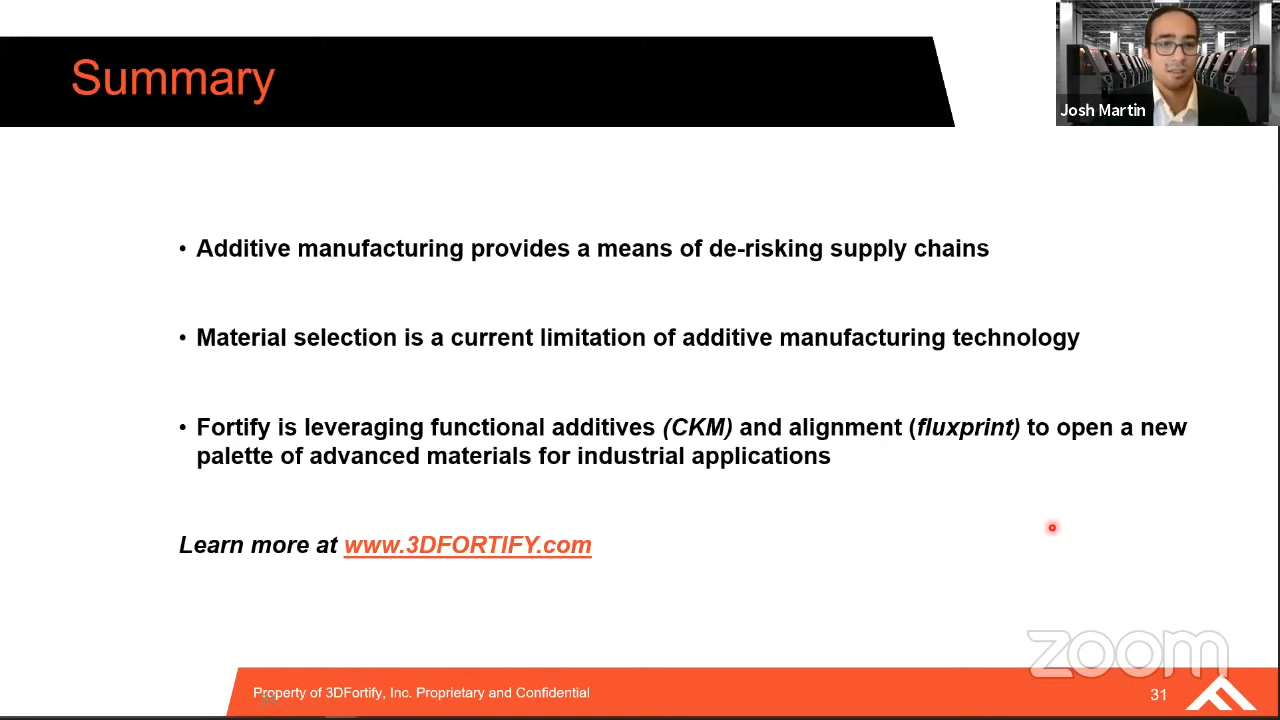 Summary
Josh Martin
• Additive manufacturing provides a means of de-risking supply chains
• Material selection is a current limitation of additive manufacturing technology
• Fortify is leveraging functional additives (CKM) and alignment (fluxprint) to open a new
palette of advanced materials for industrial applications
Learn more at www.3DFORTIFY.com
zoom
Property of 3DFortify, Inc. Proprietary and Confidential
31